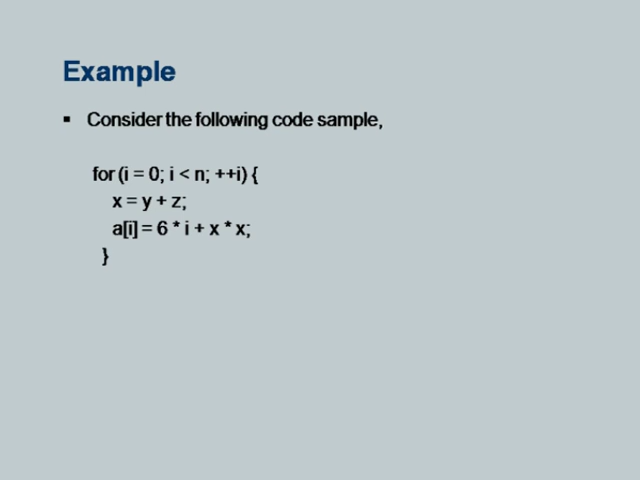 Example
▪ Consider the following code sample,
for (i = 0; i < n; ++i) {
x = y + z;
a[i] = 6 * i + x * x;
}